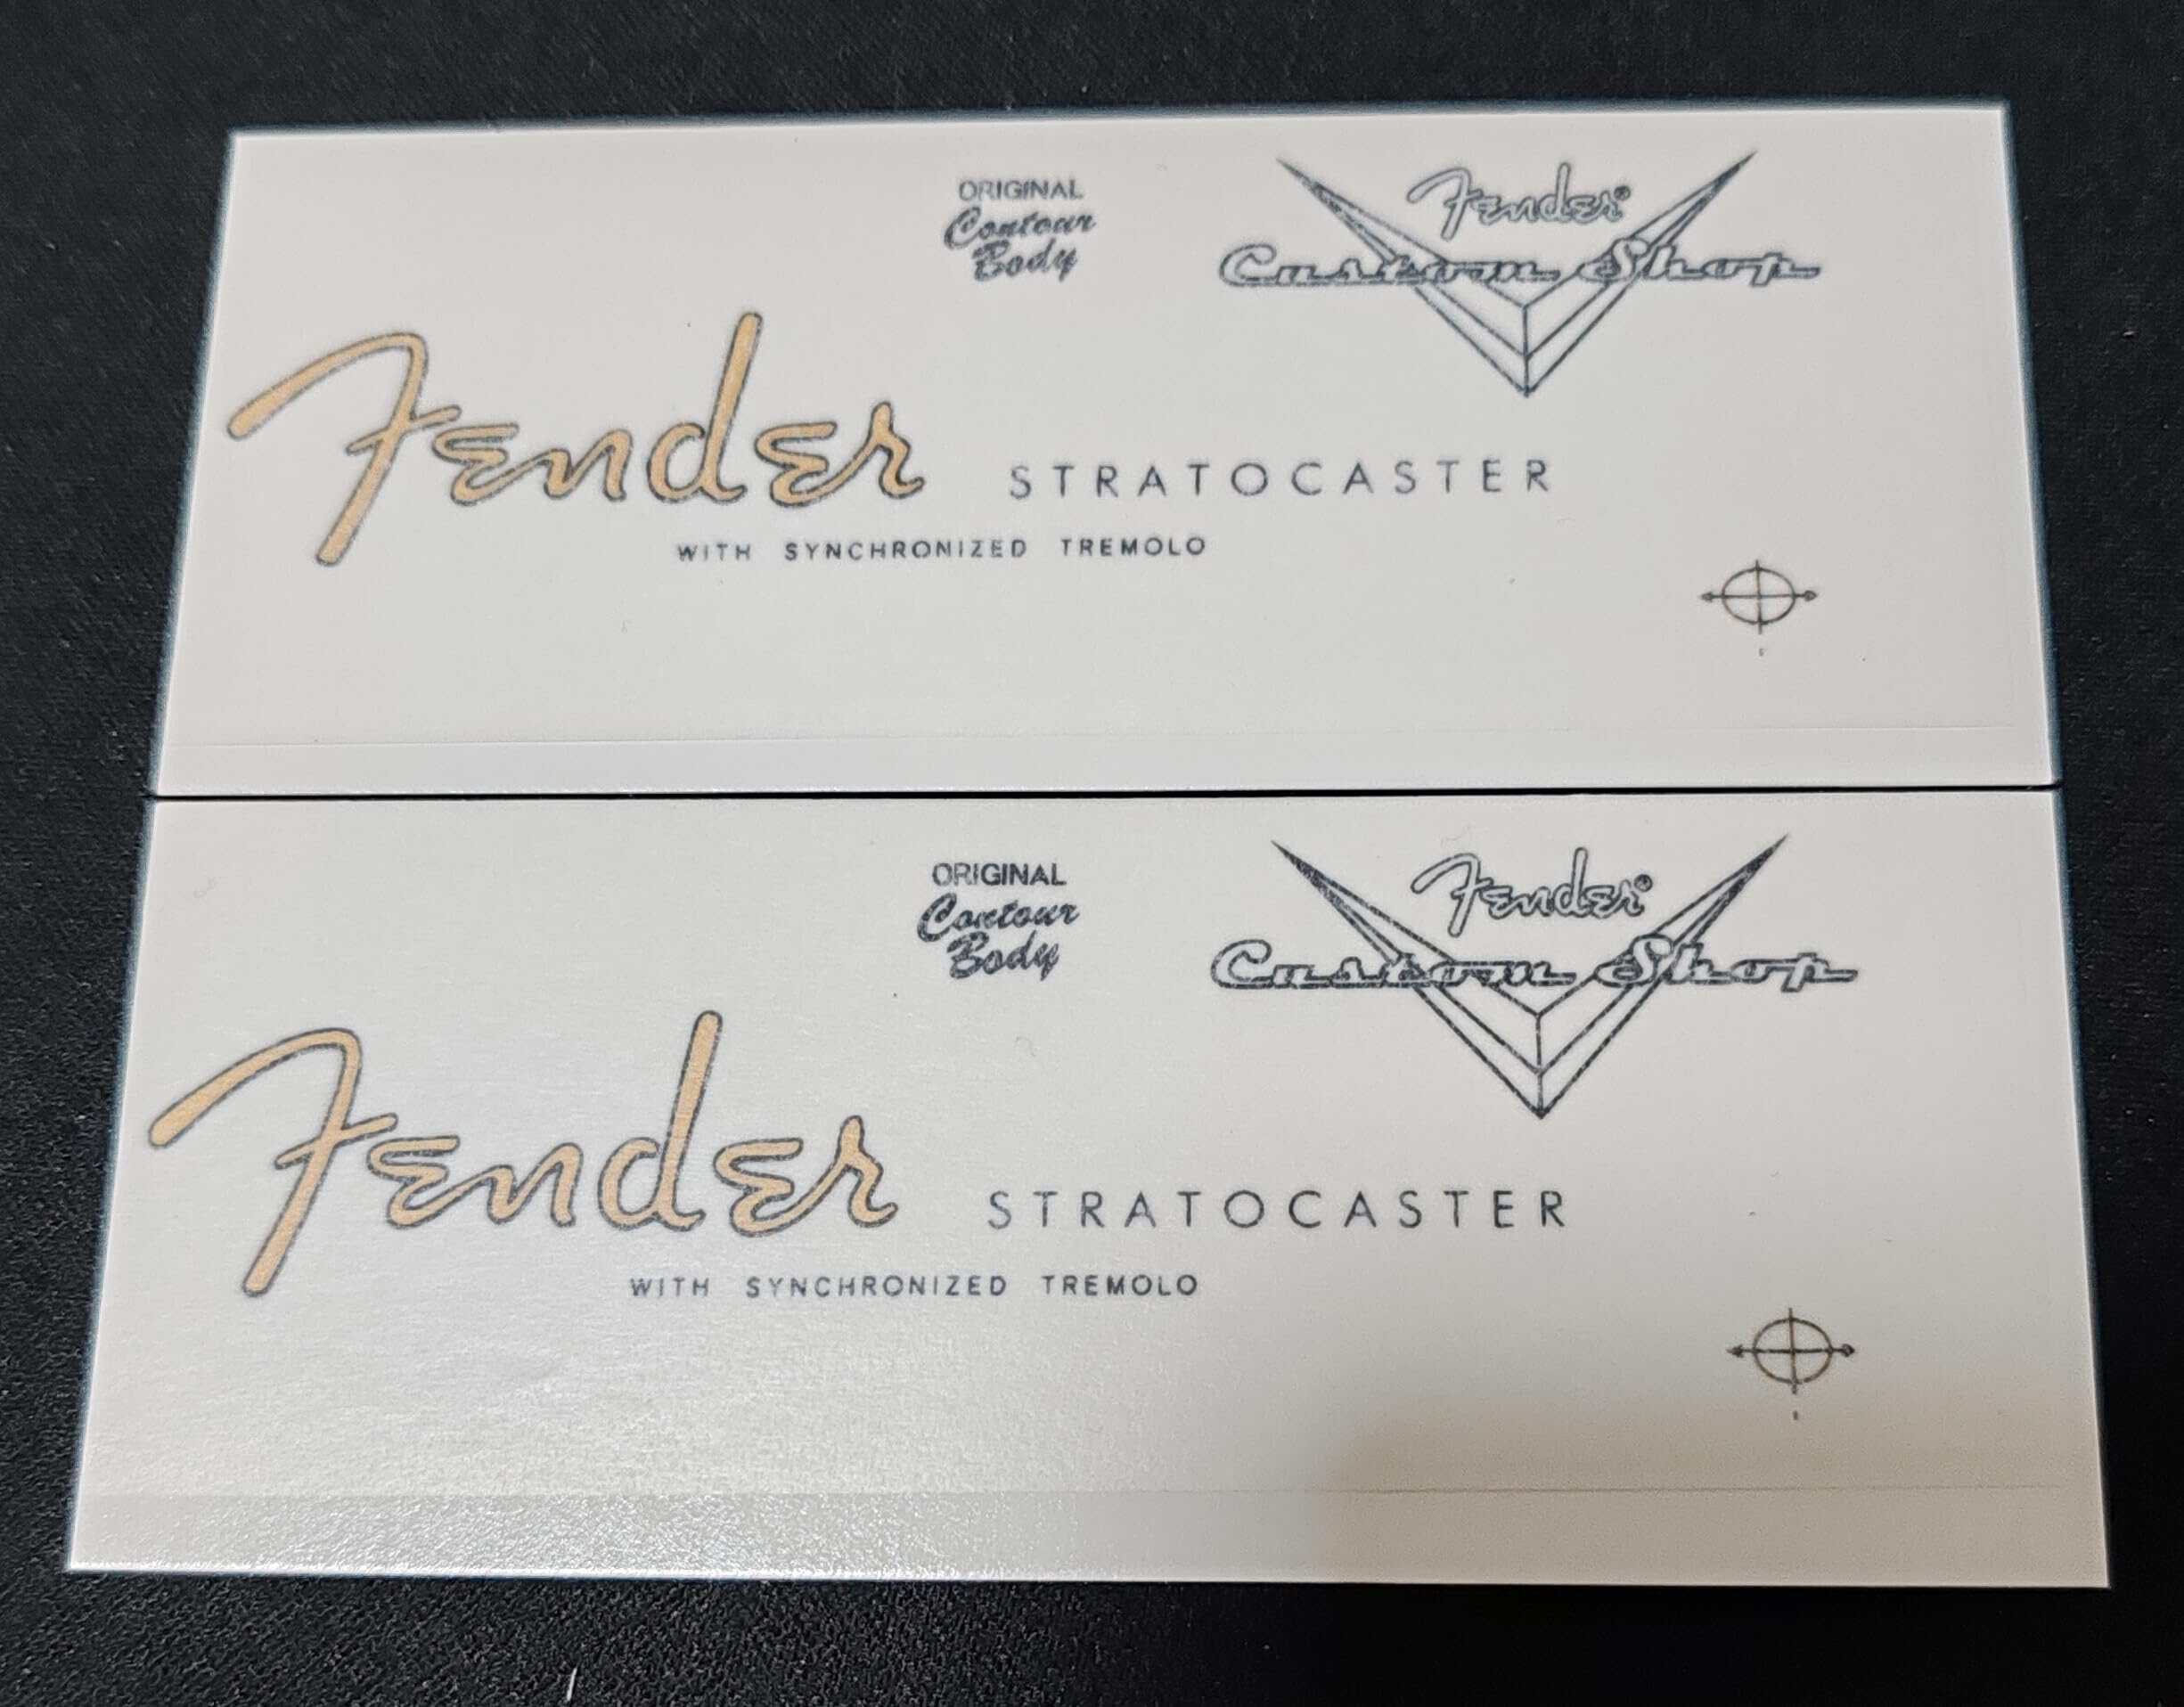 ORIGINAL
Contour
Body
Fender®
Custom Shop
Fender STRATOCASTER
WITH SYNCHRONIZED TREMOLO
ORIGINAL
Contour
Body
Fender®
Custom Shop
Fender STRATOCASTER
WITH SYNCHRONIZED TREMOLO